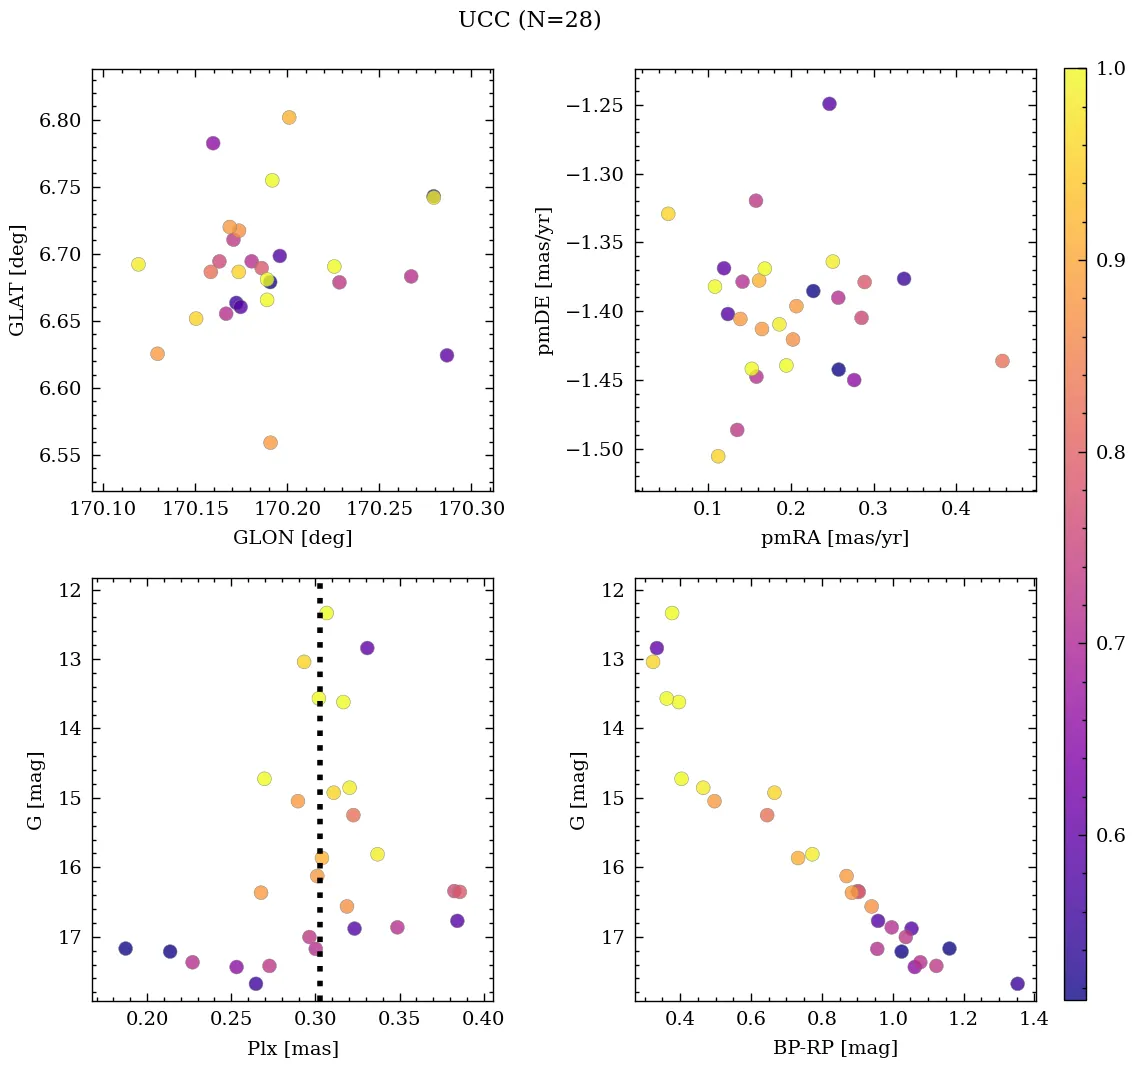 UCC (N=28)
6.80
6.75
6.70
6.65
6.60
6.55
GLAT [deg]
170.10 170.15 170.20 170.25 170.30
GLON [deg]
−1.25
−1.30
−1.35
−1.40
−1.45
−1.50
pmDE [mas/yr]
0.1 0.2 0.3 0.4
pmRA [mas/yr]
12
13
14
15
16
17
G [mag]
0.20 0.25 0.30 0.35 0.40
Plx [mas]
12
13
14
15
16
17
G [mag]
0.4 0.6 0.8 1.0 1.2 1.4
BP-RP [mag]
1.0
0.9
0.8
0.7
0.6